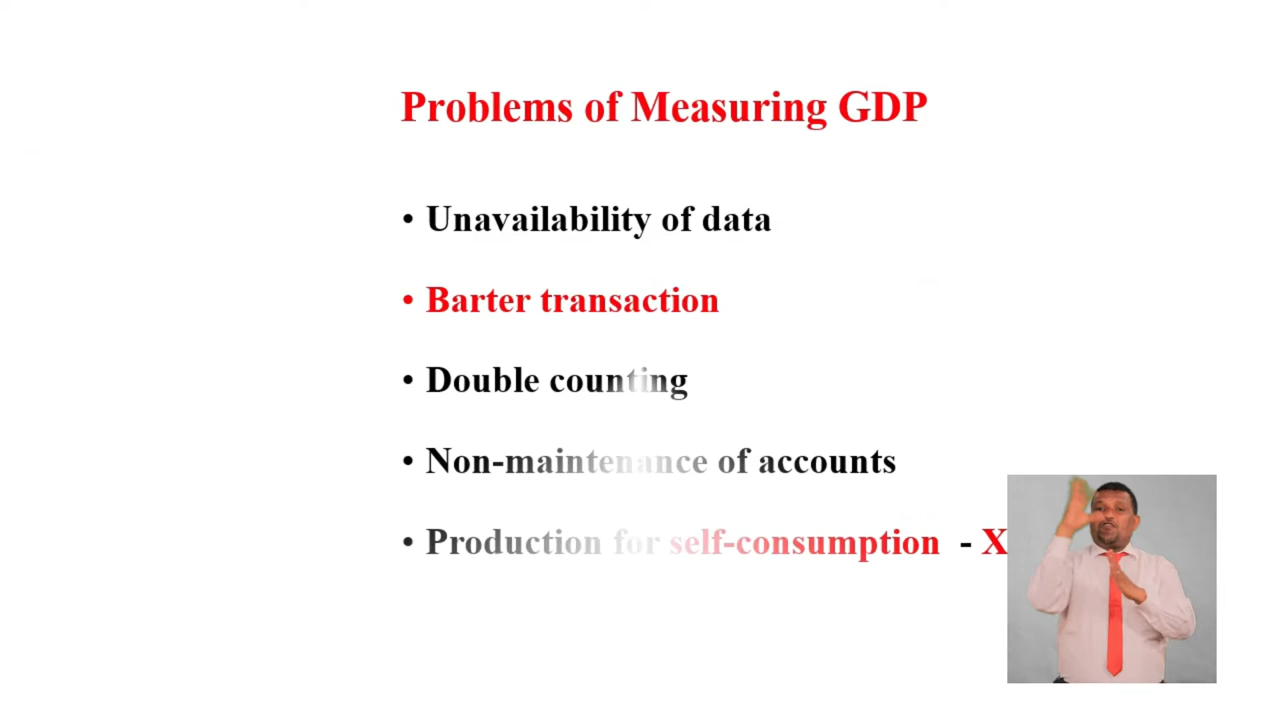 Problems of Measuring GDP
• Unavailability of data
• Barter transaction
• Double counting
• Non-maintenance of accounts
• Production for self-consumption - X